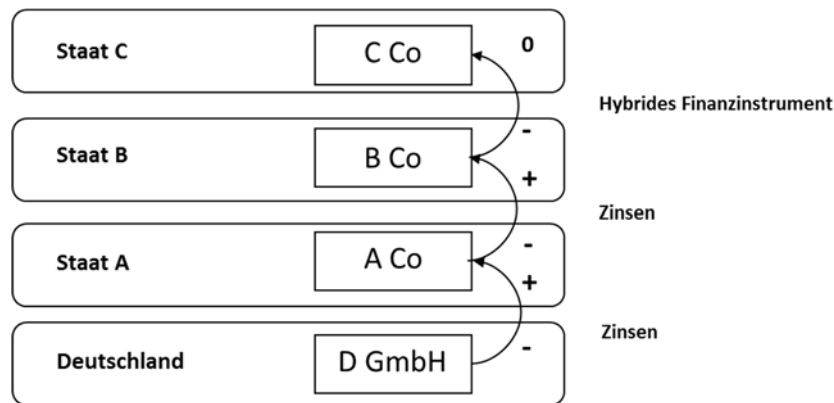 Staat C
C Co
0
Hybrides Finanzinstrument
-
Staat B
B Co
+
Zinsen
-
Staat A
A Co
+
Zinsen
-
Deutschland
D GmbH